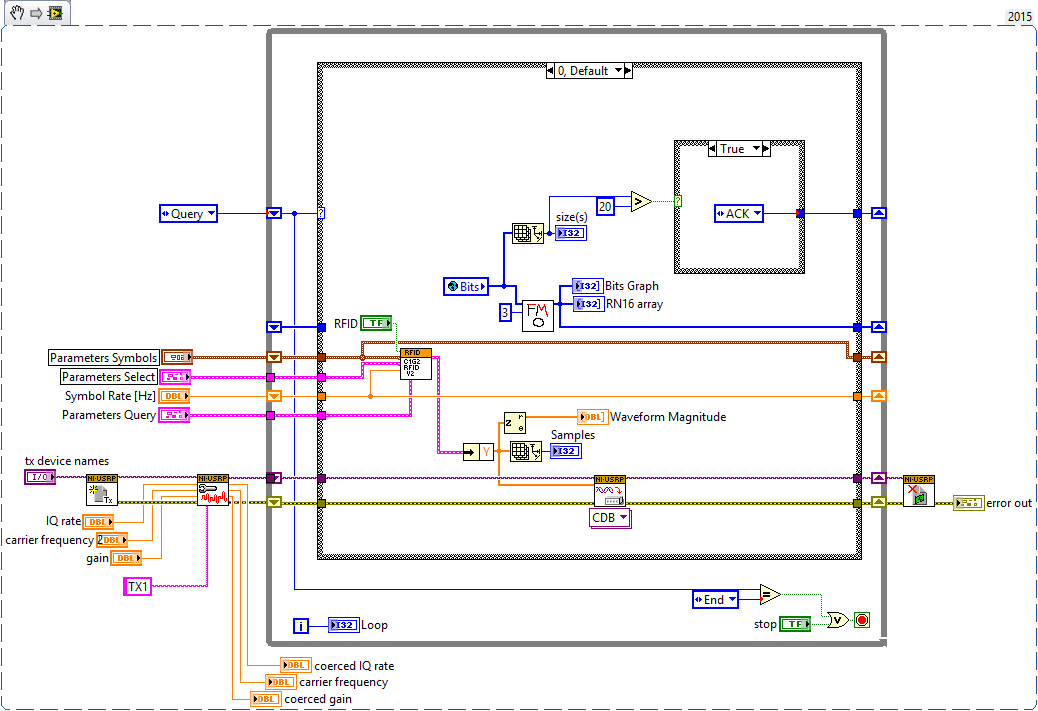 2015
0, Default
True
20
Query
size(s)
ACK
I32
Bits
I32
Bits Graph
I32
RN16 array
3
FM
O
RFID
TF
Parameters Symbols
RFID
C1G2
RFID
V2
Parameters Select
Symbol Rate [Hz]
DBL
Parameters Query
z
r
θ
DBL
Waveform Magnitude
Samples
Y
I32
tx device names
I/O
NI-USRP
Tx
NI-USRP
NI-USRP
NI-USRP
CDB
error out
IQ rate
DBL
carrier frequency
DBL
gain
DBL
TX1
End
=
stop
TF
V
i
I32
Loop
DBL
coerced IQ rate
DBL
carrier frequency
DBL
coerced gain